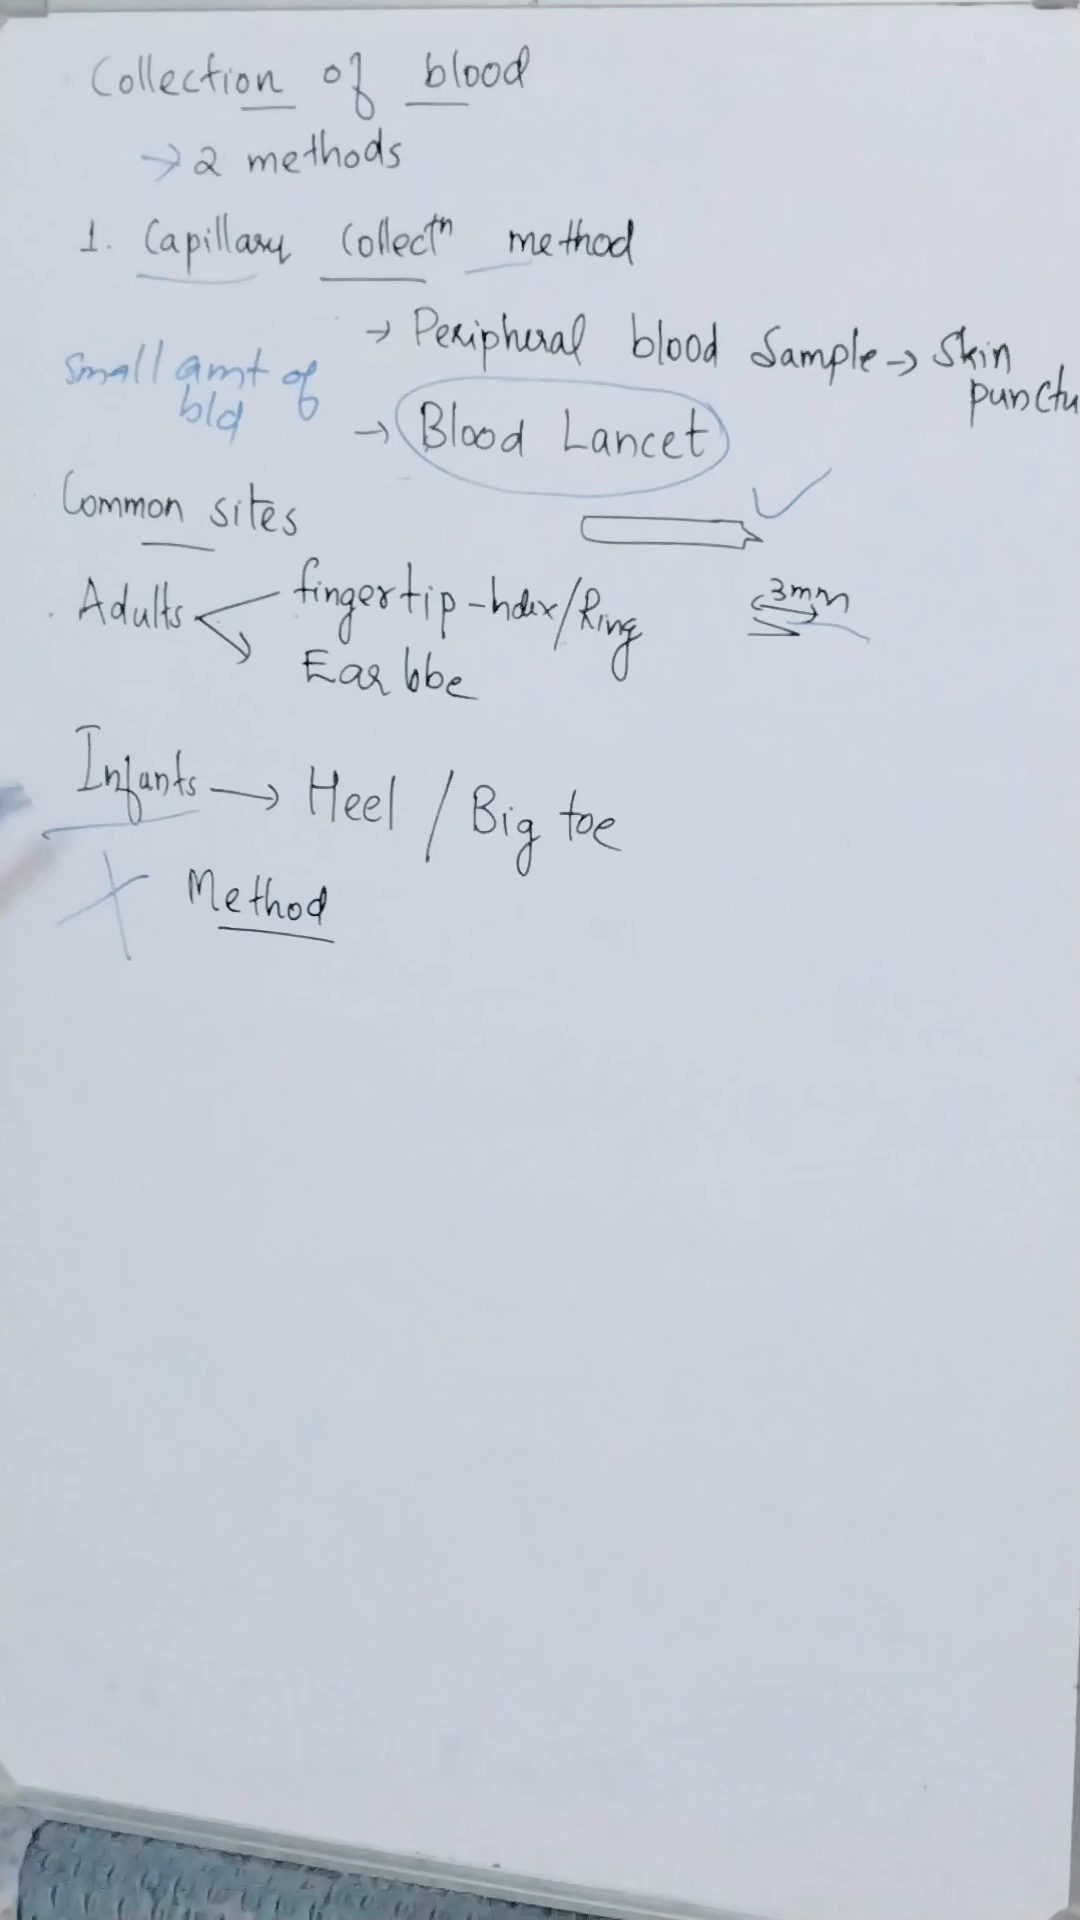 Collection of blood
→ 2 methods
1. Capillary Collectⁿ method
→ Peripheral blood Sample → Skin punctu
Small amt of bld
→ Blood Lancet
Common sites
3mm
Adults fingertip - Index/Ring
Ear lobe
Infants → Heel / Big toe
Method